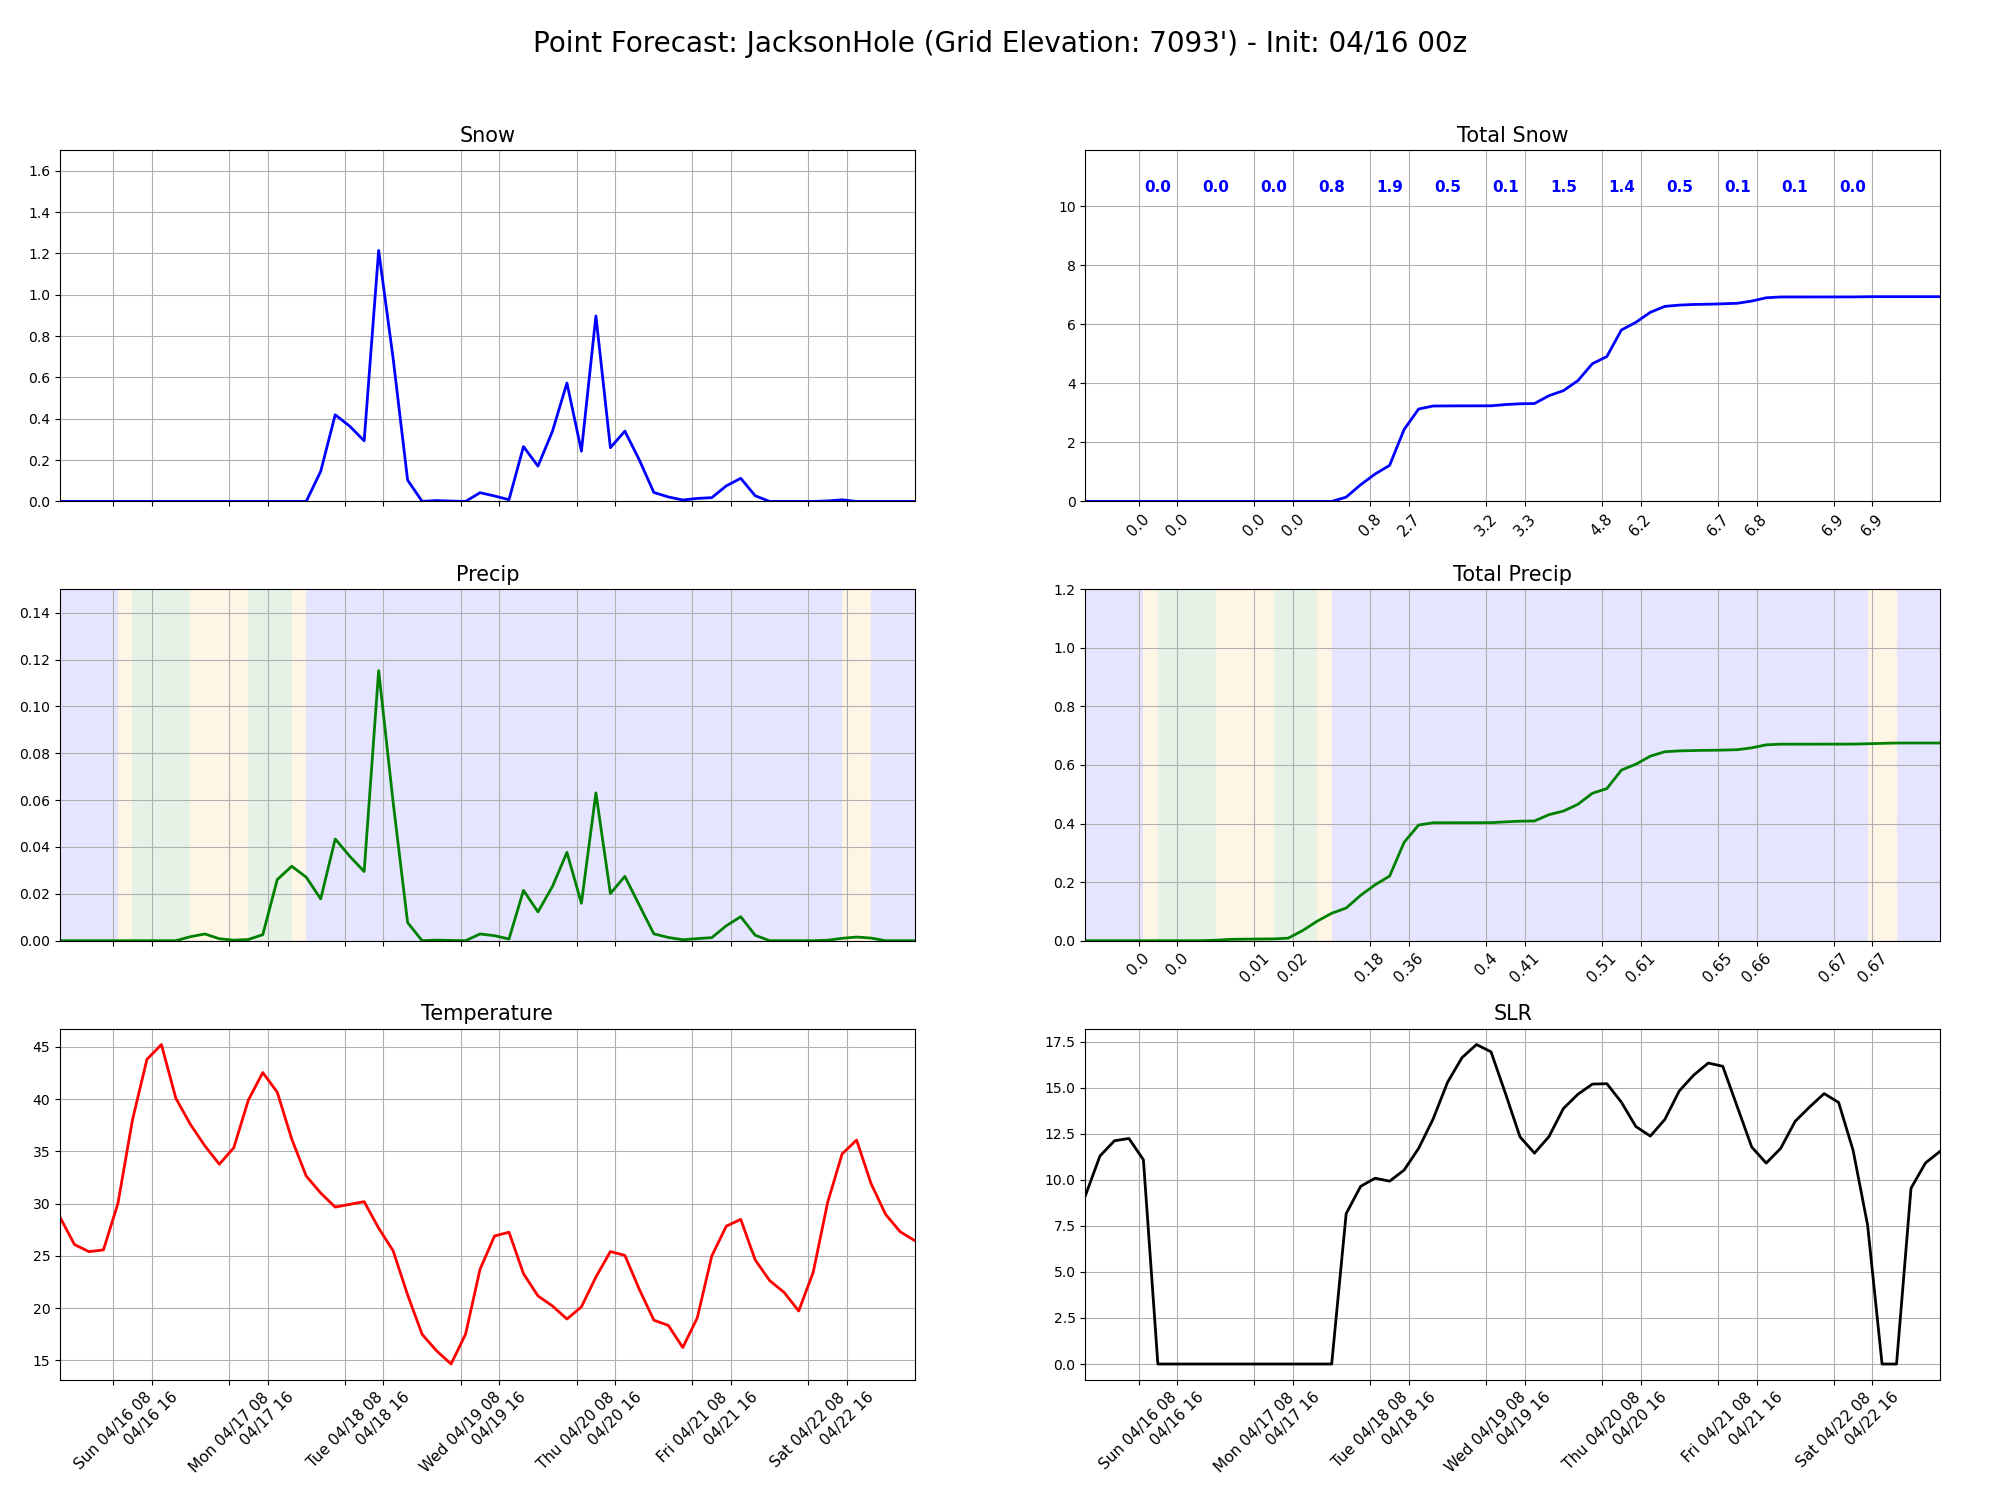 Point Forecast: JacksonHole (Grid Elevation: 7093') - Init: 04/16 00z
Snow
1.6
1.4
1.2
1.0
0.8
0.6
0.4
0.2
0.0
Total Snow
0.0 0.0 0.0 0.8 1.9 0.5 0.1 1.5 1.4 0.5 0.1 0.1 0.0
10
8
6
4
2
0
0.0 0.0 0.0 0.0 0.8 2.7 3.2 3.3 4.8 6.2 6.7 6.8 6.9 6.9
Precip
0.14
0.12
0.10
0.08
0.06
0.04
0.02
0.00
Total Precip
1.2
1.0
0.8
0.6
0.4
0.2
0.0
0.0 0.0 0.01 0.02 0.18 0.36 0.4 0.41 0.51 0.61 0.65 0.66 0.67 0.67
Temperature
45
40
35
30
25
20
15
Sun 04/16 08
04/16 16
Mon 04/17 08
04/17 16
Tue 04/18 08
04/18 16
Wed 04/19 08
04/19 16
Thu 04/20 08
04/20 16
Fri 04/21 08
04/21 16
Sat 04/22 08
04/22 16
SLR
17.5
15.0
12.5
10.0
7.5
5.0
2.5
0.0
Sun 04/16 08
04/16 16
Mon 04/17 08
04/17 16
Tue 04/18 08
04/18 16
Wed 04/19 08
04/19 16
Thu 04/20 08
04/20 16
Fri 04/21 08
04/21 16
Sat 04/22 08
04/22 16